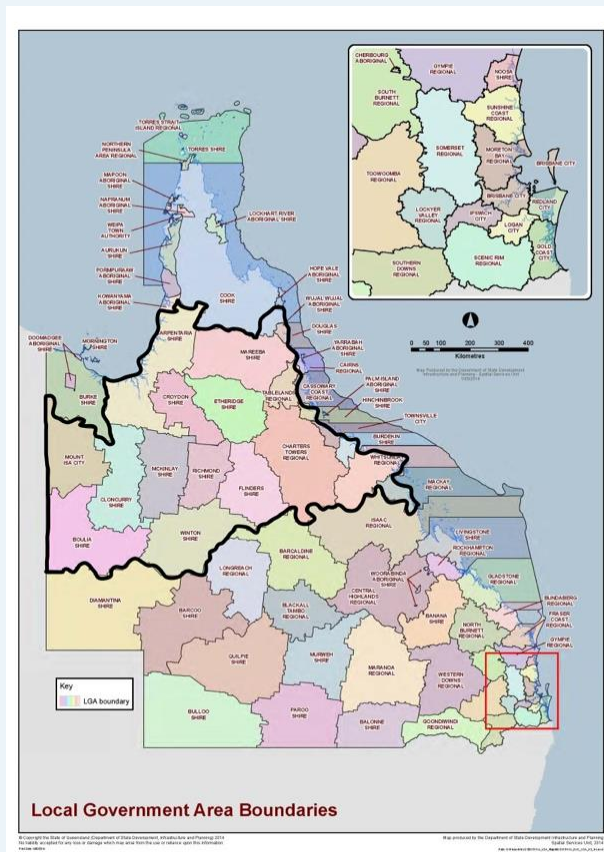 CHERBOURG
ABORIGINAL
GYMPIE
REGIONAL
NOOSA
SHIRE
SOUTH
BURNETT
REGIONAL
SUNSHINE
COAST
REGIONAL
SOMERSET
REGIONAL
MORETON
BAY
REGIONAL
BRISBANE CITY
TOOWOOMBA
REGIONAL
BRISBANE CITY
REDLAND
CITY
LOCKYER
VALLEY
REGIONAL
IPSWICH
CITY
LOGAN
CITY
GOLD
COAST
CITY
SCENIC RIM
REGIONAL
SOUTHERN
DOWNS
REGIONAL
TORRES STRAIT
ISLAND REGIONAL
TORRES SHIRE
NORTHERN
PENINSULA
AREA REGIONAL
MAPOON
ABORIGINAL
SHIRE
NAPRANUM
ABORIGINAL
SHIRE
WEIPA
TOWN
AUTHORITY
LOCKHART RIVER
ABORIGINAL SHIRE
AURUKUN
SHIRE
PORMPURAAW
ABORIGINAL
SHIRE
KOWANYAMA
ABORIGINAL
SHIRE
COOK
SHIRE
HOPE VALE
ABORIGINAL
SHIRE
WUJAL WUJAL
ABORIGINAL
SHIRE
DOUGLAS
SHIRE
YARRABAH
ABORIGINAL
SHIRE
CAIRNS
REGIONAL
0 50 100 200 300 400
Kilometres
DOOMADGEE
ABORIGINAL
SHIRE
MORNINGTON
SHIRE
CARPENTARIA
SHIRE
MAREEBA
SHIRE
PALM ISLAND
ABORIGINAL
SHIRE
CASSOWARY
COAST
REGIONAL
HINCHINBROOK
SHIRE
TABLELANDS
REGIONAL
BURKE
SHIRE
CROYDON
SHIRE
ETHERIDGE
SHIRE
TOWNSVILLE
CITY
BURDEKIN
SHIRE
CHARTERS
TOWERS
REGIONAL
WHITSUNDAY
REGIONAL
MOUNT
ISA CITY
MCKINLAY
SHIRE
RICHMOND
SHIRE
FLINDERS
SHIRE
CLONCURRY
SHIRE
MACKAY
REGIONAL
ISAAC
REGIONAL
BOULIA
SHIRE
WINTON
SHIRE
LIVINGSTONE
SHIRE
ROCKHAMPTON
REGIONAL
BARCALDINE
REGIONAL
LONGREACH
REGIONAL
WOORABINDA
ABORIGINAL
SHIRE
GLADSTONE
REGIONAL
CENTRAL
HIGHLANDS
REGIONAL
DIAMANTINA
SHIRE
BARCOO
SHIRE
BLACKALL
TAMBO
REGIONAL
BANANA
SHIRE
BUNDABERG
REGIONAL
FRASER
COAST
REGIONAL
NORTH
BURNETT
REGIONAL
GYMPIE
REGIONAL
QUILPIE
SHIRE
MURWEH
SHIRE
MARANOA
REGIONAL
WESTERN
DOWNS
REGIONAL
Key
LGA boundary
BULLOO
SHIRE
PAROO
SHIRE
BALONNE
SHIRE
GOONDIWINDI
REGIONAL
Local Government Area Boundaries